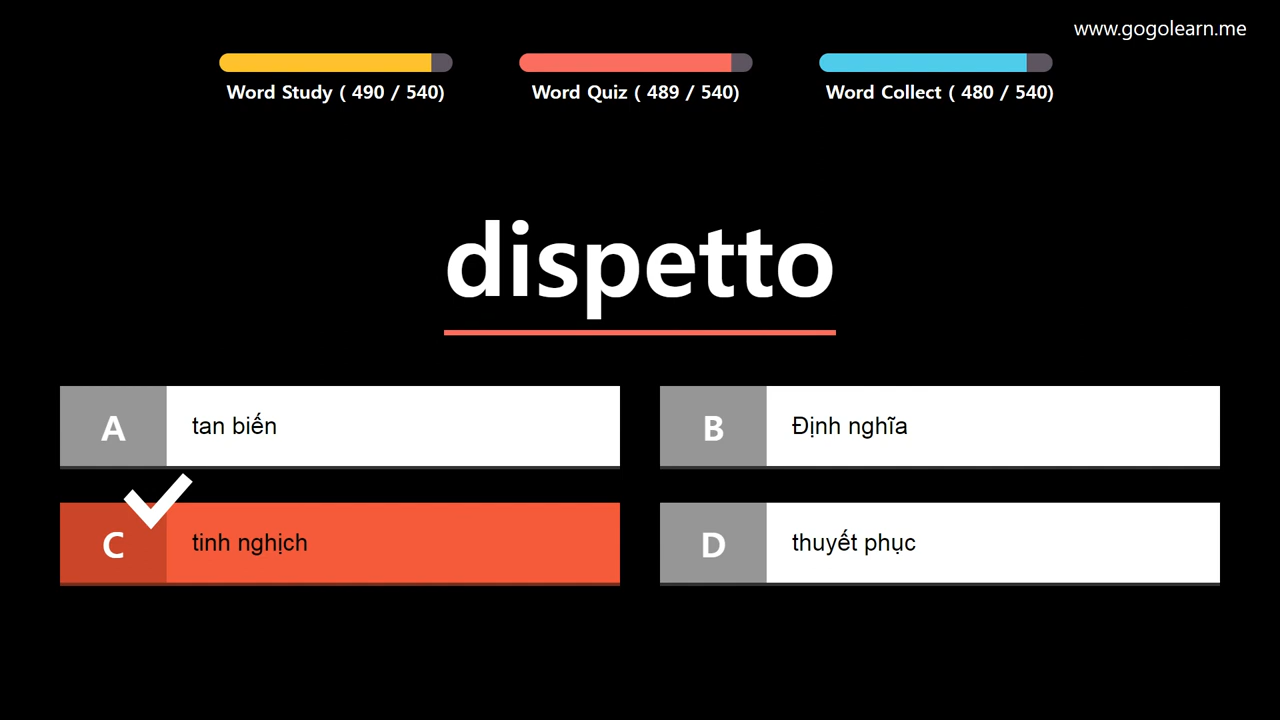 www.gogolearn.me
Word Study ( 490 / 540)
Word Quiz ( 489 / 540)
Word Collect ( 480 / 540)
dispetto
A
tan biến
B
Định nghĩa
C
tinh nghịch
D
thuyết phục